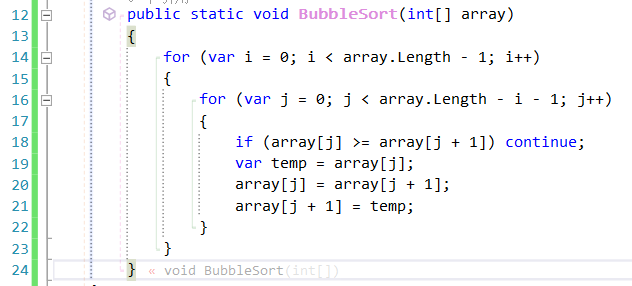 12 public static void BubbleSort(int[] array)
13 {
14 for (var i = 0; i < array.Length - 1; i++)
15 {
16 for (var j = 0; j < array.Length - i - 1; j++)
17 {
18 if (array[j] >= array[j + 1]) continue;
19 var temp = array[j];
20 array[j] = array[j + 1];
21 array[j + 1] = temp;
22 }
23 }
24 } « void BubbleSort(int[])